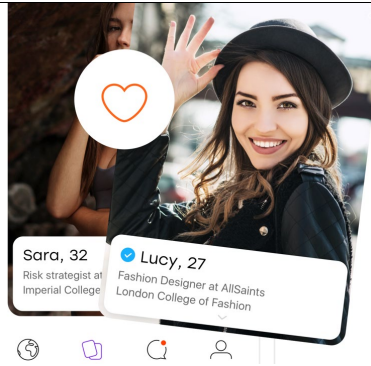 Sara, 32
Risk strategist at
Imperial College
Lucy, 27
Fashion Designer at AllSaints
London College of Fashion